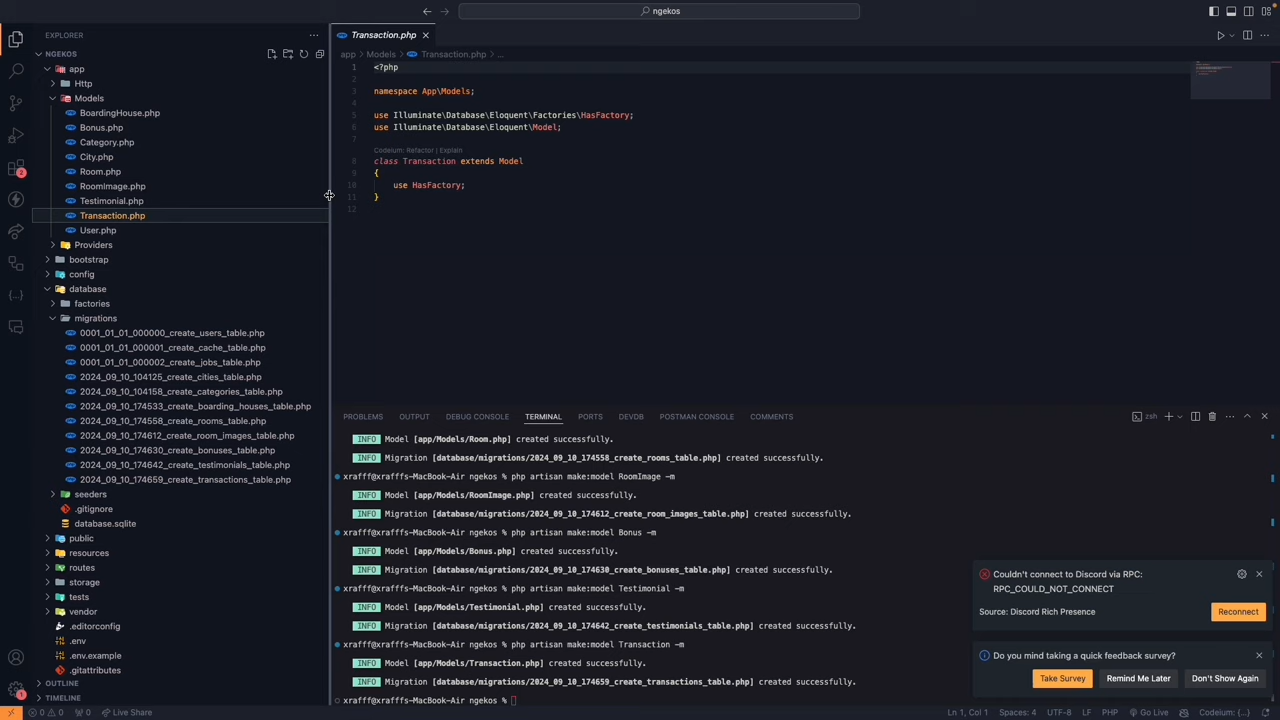 ngekos
EXPLORER
NGEKOS
app
Http
Models
BoardingHouse.php
Bonus.php
Category.php
City.php
Room.php
RoomImage.php
Testimonial.php
Transaction.php
User.php
Providers
bootstrap
config
database
factories
migrations
0001_01_01_000000_create_users_table.php
0001_01_01_000001_create_cache_table.php
0001_01_01_000002_create_jobs_table.php
2024_09_10_104125_create_cities_table.php
2024_09_10_104158_create_categories_table.php
2024_09_10_174533_create_boarding_houses_table.php
2024_09_10_174558_create_rooms_table.php
2024_09_10_174612_create_room_images_table.php
2024_09_10_174630_create_bonuses_table.php
2024_09_10_174642_create_testimonials_table.php
2024_09_10_174659_create_transactions_table.php
seeders
.gitignore
database.sqlite
public
resources
routes
storage
tests
vendor
.editorconfig
.env
.env.example
.gitattributes
OUTLINE
TIMELINE
2
1
Transaction.php
app > Models > Transaction.php > ...
1 <?php
2
3 namespace App\Models;
4
5 use Illuminate\Database\Eloquent\Factories\HasFactory;
6 use Illuminate\Database\Eloquent\Model;
7
Codeium: Refactor | Explain
8 class Transaction extends Model
9 {
10 use HasFactory;
11 }
12
PROBLEMS OUTPUT DEBUG CONSOLE TERMINAL PORTS DEVDB POSTMAN CONSOLE COMMENTS zsh
INFO Model [app/Models/Room.php] created successfully.
INFO Migration [database/migrations/2024_09_10_174558_create_rooms_table.php] created successfully.
xrafff@xrafffs-MacBook-Air ngekos % php artisan make:model RoomImage -m
INFO Model [app/Models/RoomImage.php] created successfully.
INFO Migration [database/migrations/2024_09_10_174612_create_room_images_table.php] created successfully.
xrafff@xrafffs-MacBook-Air ngekos % php artisan make:model Bonus -m
INFO Model [app/Models/Bonus.php] created successfully.
INFO Migration [database/migrations/2024_09_10_174630_create_bonuses_table.php] created successfully.
xrafff@xrafffs-MacBook-Air ngekos % php artisan make:model Testimonial -m
INFO Model [app/Models/Testimonial.php] created successfully.
INFO Migration [database/migrations/2024_09_10_174642_create_testimonials_table.php] created successfully.
xrafff@xrafffs-MacBook-Air ngekos % php artisan make:model Transaction -m
INFO Model [app/Models/Transaction.php] created successfully.
INFO Migration [database/migrations/2024_09_10_174659_create_transactions_table.php] created successfully.
xrafff@xrafffs-MacBook-Air ngekos %
Couldn't connect to Discord via RPC:
RPC_COULD_NOT_CONNECT
Source: Discord Rich Presence
Reconnect
Do you mind taking a quick feedback survey?
Take Survey Remind Me Later Don't Show Again
0 0 0 Live Share Ln 1, Col 1 Spaces: 4 UTF-8 LF PHP Go Live Codeium: {...}